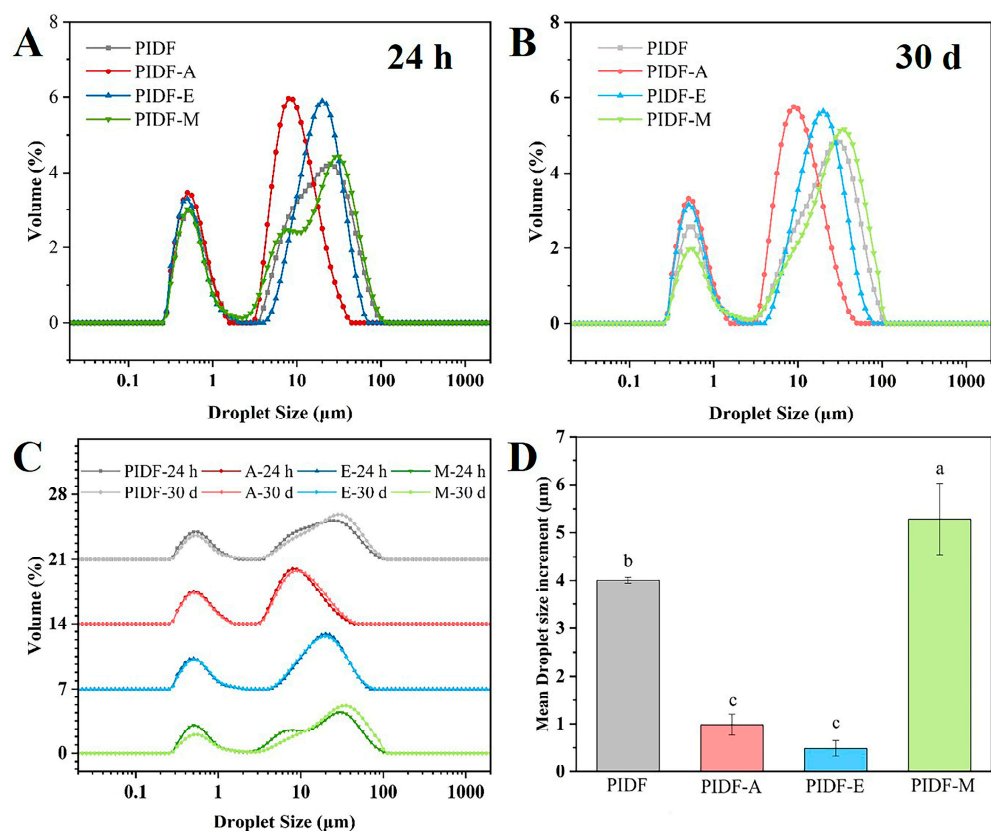 A
24 h
PIDF
PIDF-A
PIDF-E
PIDF-M
Volume (%)
8
6
4
2
0
0.1 1 10 100 1000
Droplet Size (μm)
B
30 d
PIDF
PIDF-A
PIDF-E
PIDF-M
Volume (%)
8
6
4
2
0
0.1 1 10 100 1000
Droplet Size (μm)
C
PIDF-24 h A-24 h E-24 h M-24 h
PIDF-30 d A-30 d E-30 d M-30 d
Volume (%)
28
21
14
7
0
0.1 1 10 100 1000
Droplet Size (μm)
D
Mean Droplet size increment (μm)
7
6
5
4
3
2
1
0
b
c
c
a
PIDF PIDF-A PIDF-E PIDF-M